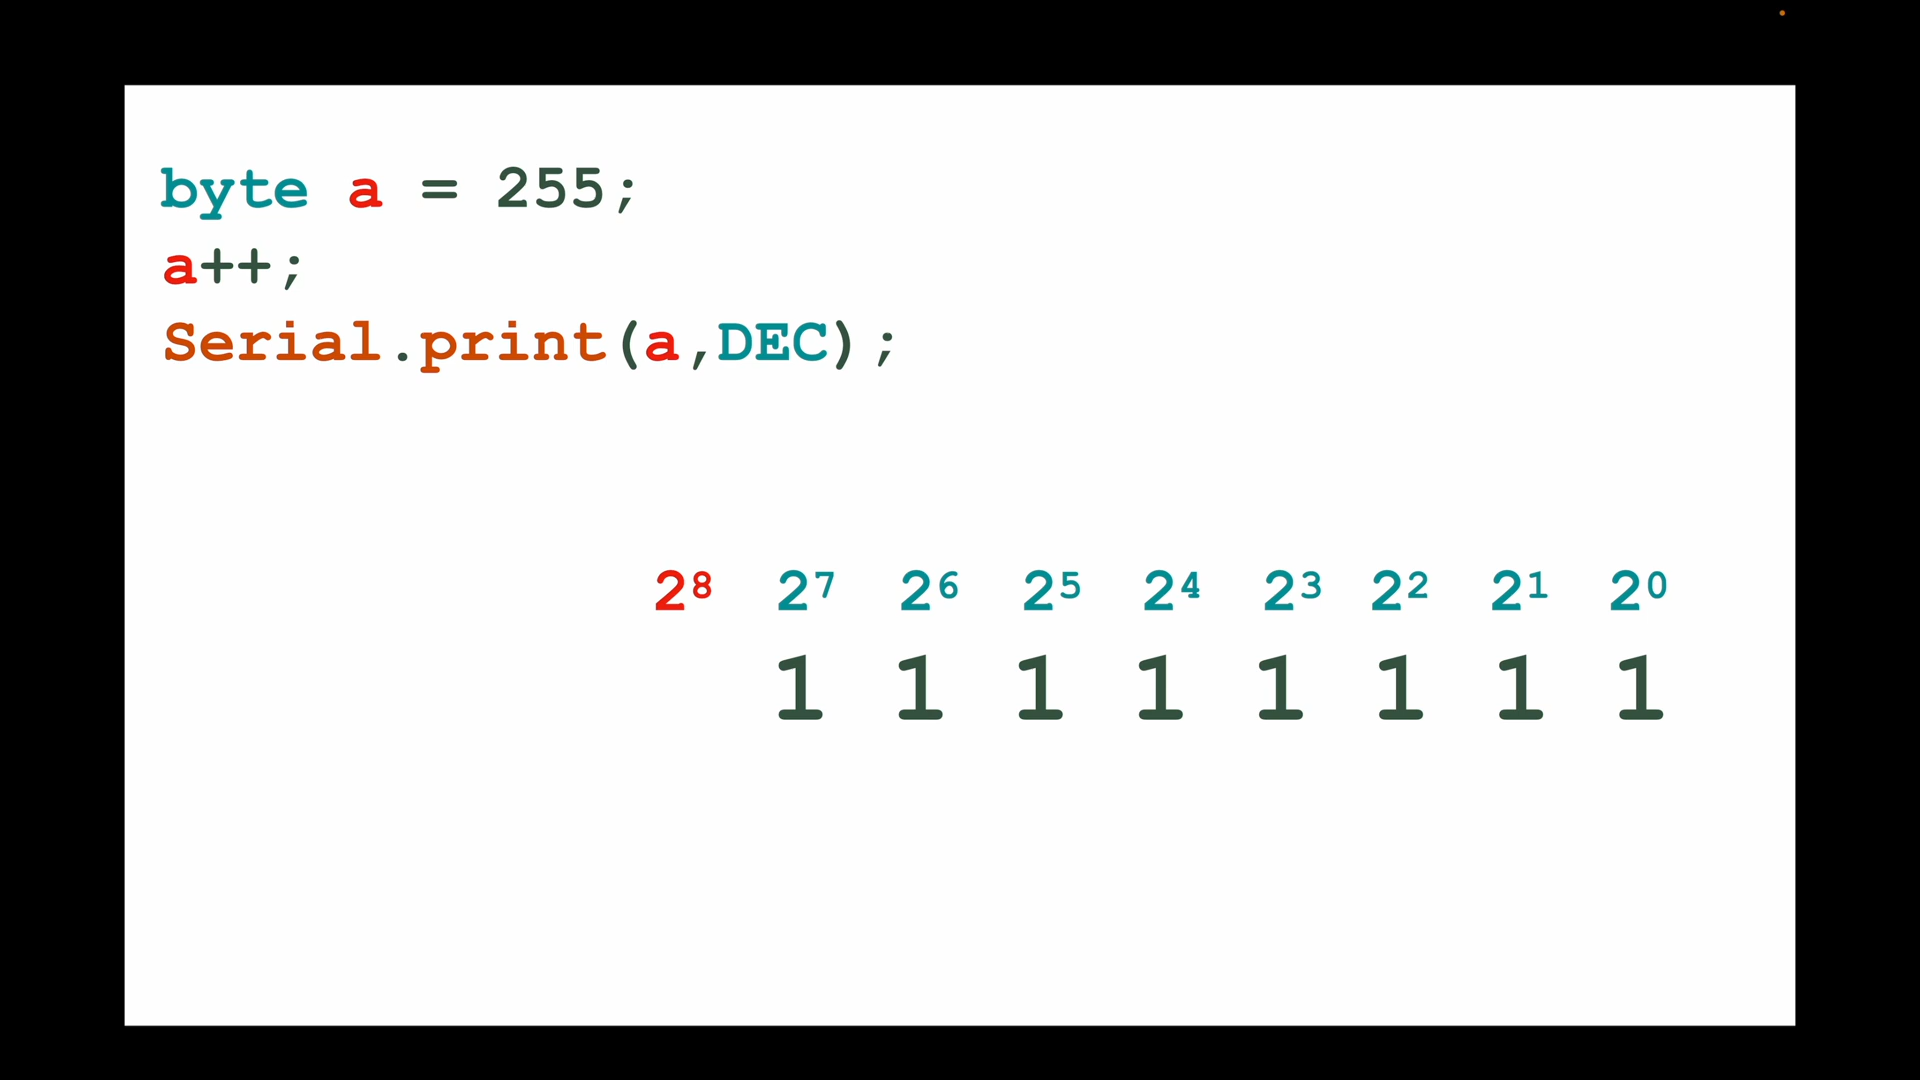 byte a = 255;
a++;
Serial.print(a,DEC);
2⁸ 2⁷ 2⁶ 2⁵ 2⁴ 2³ 2² 2¹ 2⁰
1 1 1 1 1 1 1 1